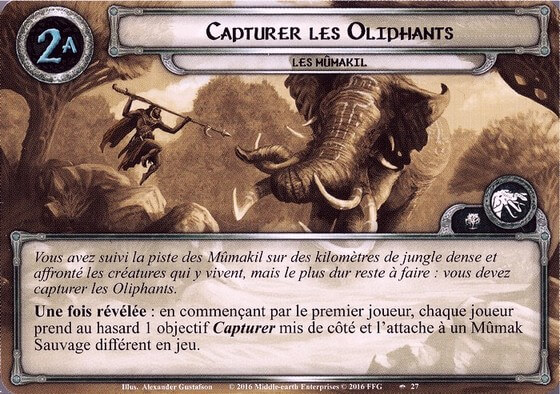 2A
CAPTURER LES OLIPHANTS
LES MÛMAKIL
Vous avez suivi la piste des Mûmakil sur des kilomètres de jungle dense et
affronté les créatures qui y vivent, mais le plus dur reste à faire : vous devez
capturer les Oliphants.
Une fois révélée : en commençant par le premier joueur, chaque joueur
prend au hasard 1 objectif Capturer mis de côté et l'attache à un Mûmak
Sauvage différent en jeu.
Illus. Alexander Gustafson © 2016 Middle-earth Enterprises © 2016 FFG 27